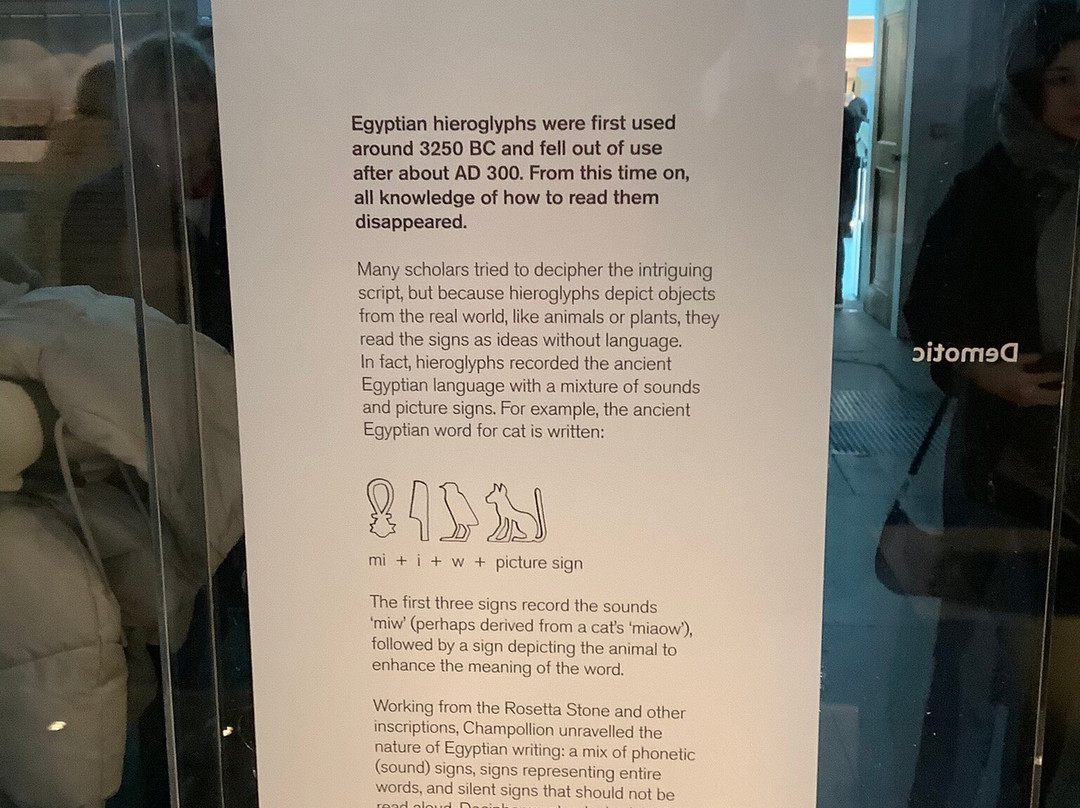 Egyptian hieroglyphs were first used
around 3250 BC and fell out of use
after about AD 300. From this time on,
all knowledge of how to read them
disappeared.
Many scholars tried to decipher the intriguing
script, but because hieroglyphs depict objects
from the real world, like animals or plants, they
read the signs as ideas without language.
In fact, hieroglyphs recorded the ancient
Egyptian language with a mixture of sounds
and picture signs. For example, the ancient
Egyptian word for cat is written:
mi + i + w + picture sign
The first three signs record the sounds
‘miw’ (perhaps derived from a cat’s ‘miaow’),
followed by a sign depicting the animal to
enhance the meaning of the word.
Working from the Rosetta Stone and other
inscriptions, Champollion unravelled the
nature of Egyptian writing: a mix of phonetic
(sound) signs, signs representing entire
words, and silent signs that should not be
read aloud.
Demotic